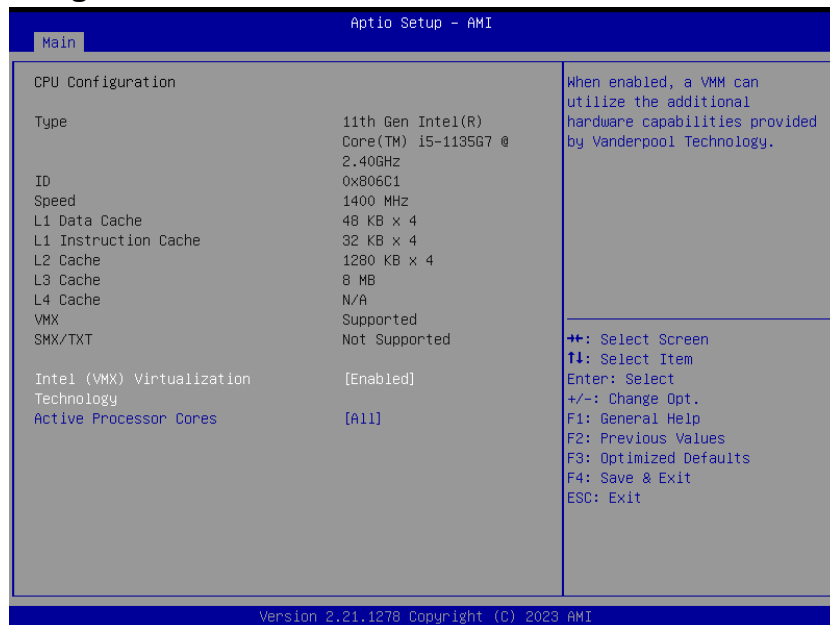 Aptio Setup – AMI
Main
CPU Configuration
Type 11th Gen Intel(R)
Core(TM) i5-1135G7 @
2.40GHz
ID 0x806C1
Speed 1400 MHz
L1 Data Cache 48 KB x 4
L1 Instruction Cache 32 KB x 4
L2 Cache 1280 KB x 4
L3 Cache 8 MB
L4 Cache N/A
VMX Supported
SMX/TXT Not Supported
Intel (VMX) Virtualization [Enabled]
Technology
Active Processor Cores [All]
When enabled, a VMM can
utilize the additional
hardware capabilities provided
by Vanderpool Technology.
→←: Select Screen
↑↓: Select Item
Enter: Select
+/-: Change Opt.
F1: General Help
F2: Previous Values
F3: Optimized Defaults
F4: Save & Exit
ESC: Exit
Version 2.21.1278 Copyright (C) 2023 AMI